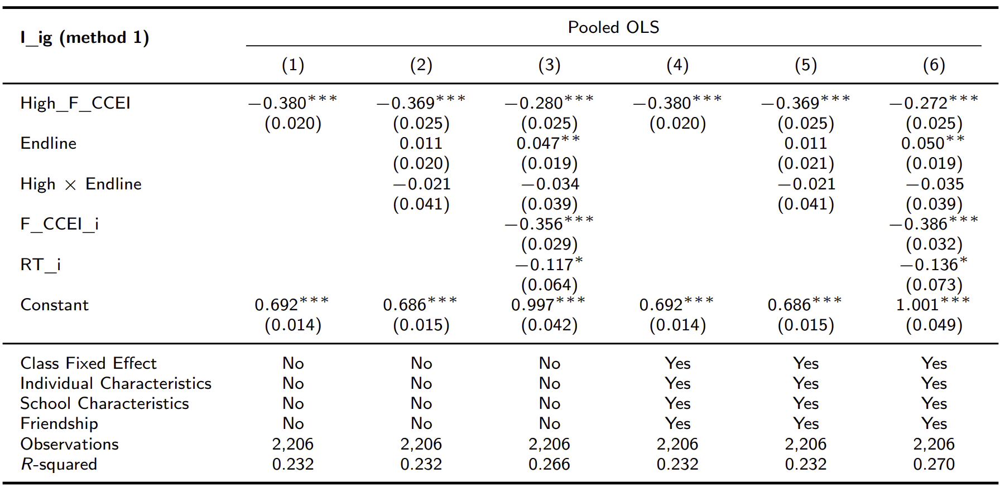 Pooled OLS
I_ig (method 1)
(1) (2) (3) (4) (5) (6)
High_F_CCEI −0.380*** −0.369*** −0.280*** −0.380*** −0.369*** −0.272***
(0.020) (0.025) (0.025) (0.020) (0.025) (0.025)
Endline 0.011 0.047** 0.011 0.050**
(0.020) (0.019) (0.021) (0.019)
High × Endline −0.021 −0.034 −0.021 −0.035
(0.041) (0.039) (0.041) (0.039)
F_CCEI_i −0.356*** −0.386***
(0.029) (0.032)
RT_i −0.117* −0.136*
(0.064) (0.073)
Constant 0.692*** 0.686*** 0.997*** 0.692*** 0.686*** 1.001***
(0.014) (0.015) (0.042) (0.014) (0.015) (0.049)
Class Fixed Effect No No No Yes Yes Yes
Individual Characteristics No No No Yes Yes Yes
School Characteristics No No No Yes Yes Yes
Friendship No No No Yes Yes Yes
Observations 2,206 2,206 2,206 2,206 2,206 2,206
R-squared 0.232 0.232 0.266 0.232 0.232 0.270